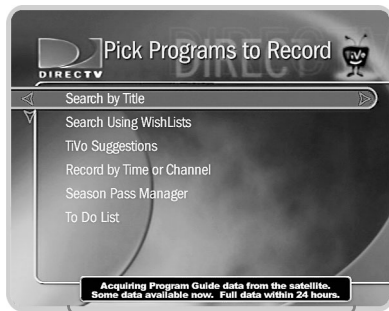 DIRECTV
Pick Programs to Record
TiVo
Search by Title
Search Using WishLists
TiVo Suggestions
Record by Time or Channel
Season Pass Manager
To Do List
Acquiring Program Guide data from the satellite.
Some data available now. Full data within 24 hours.